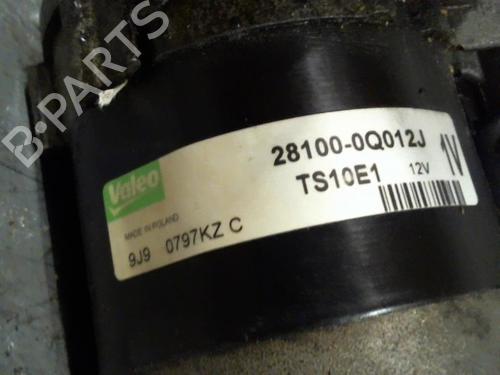 B-PARTS
Valeo
28100-0Q012J
TS10E1 12V
1V
MADE IN POLAND
9J9 0797KZ C